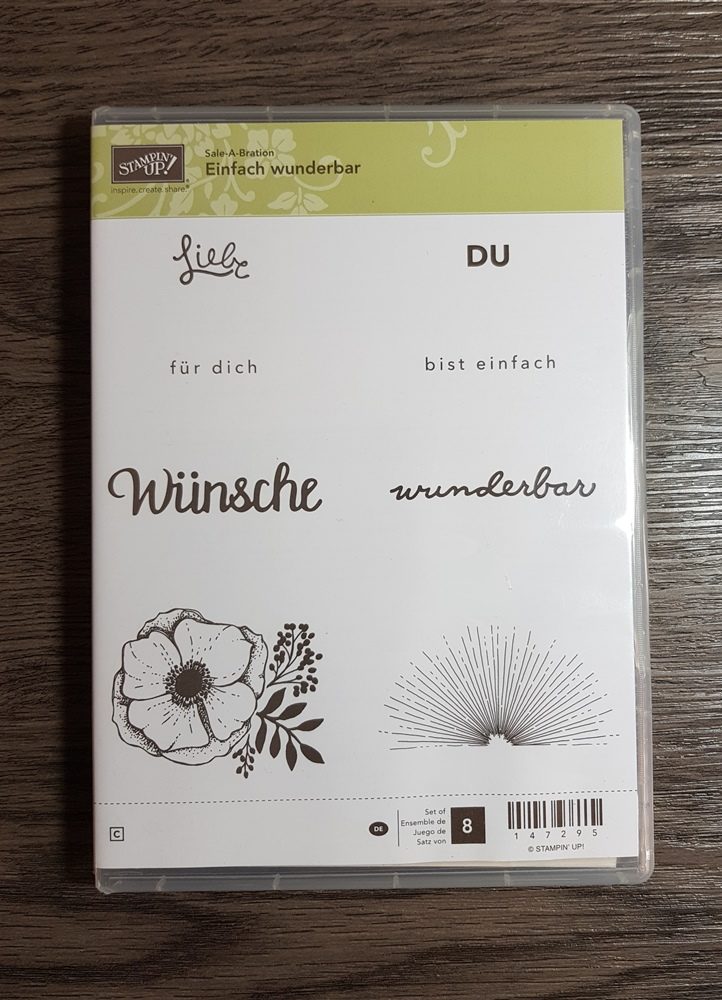 STAMPIN' UP!®
inspire. create. share.®
Sale-A-Bration
Einfach wunderbar
Liebe
DU
für dich
bist einfach
Wünsche
wunderbar
C
DE
Set of
Ensemble de
Juego de
Satz von
8
147295
© STAMPIN' UP!